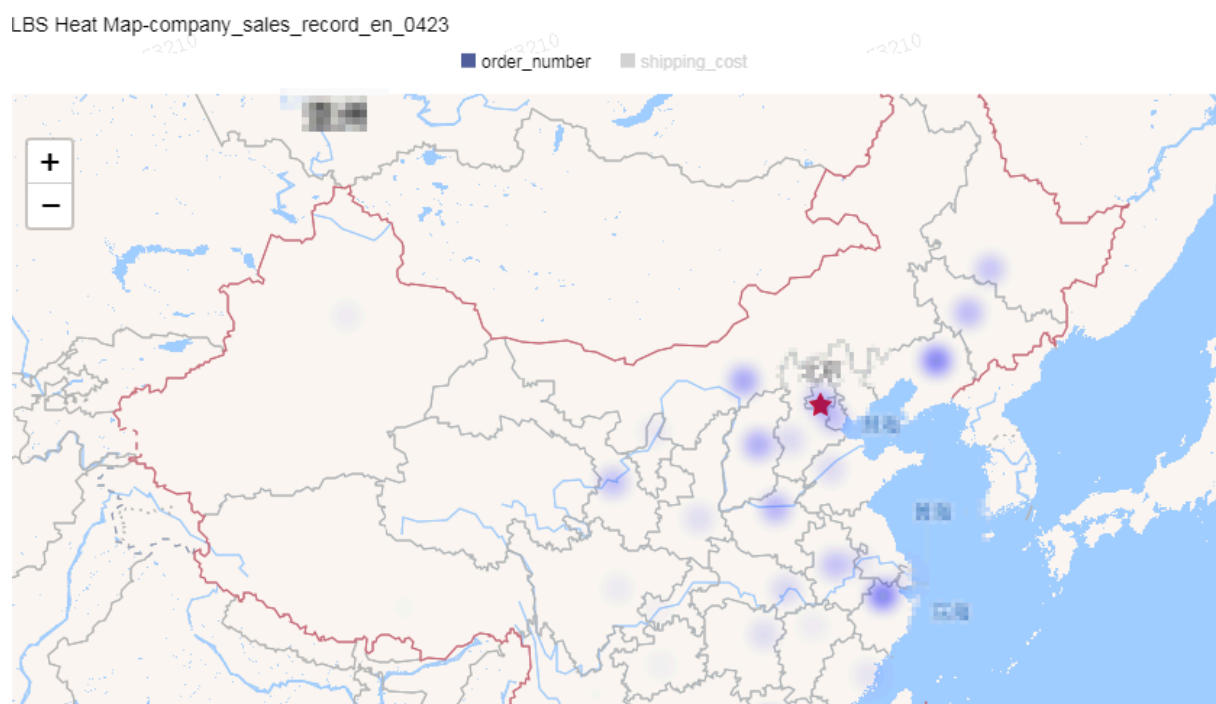 LBS Heat Map-company_sales_record_en_0423
order_number shipping_cost
+
−